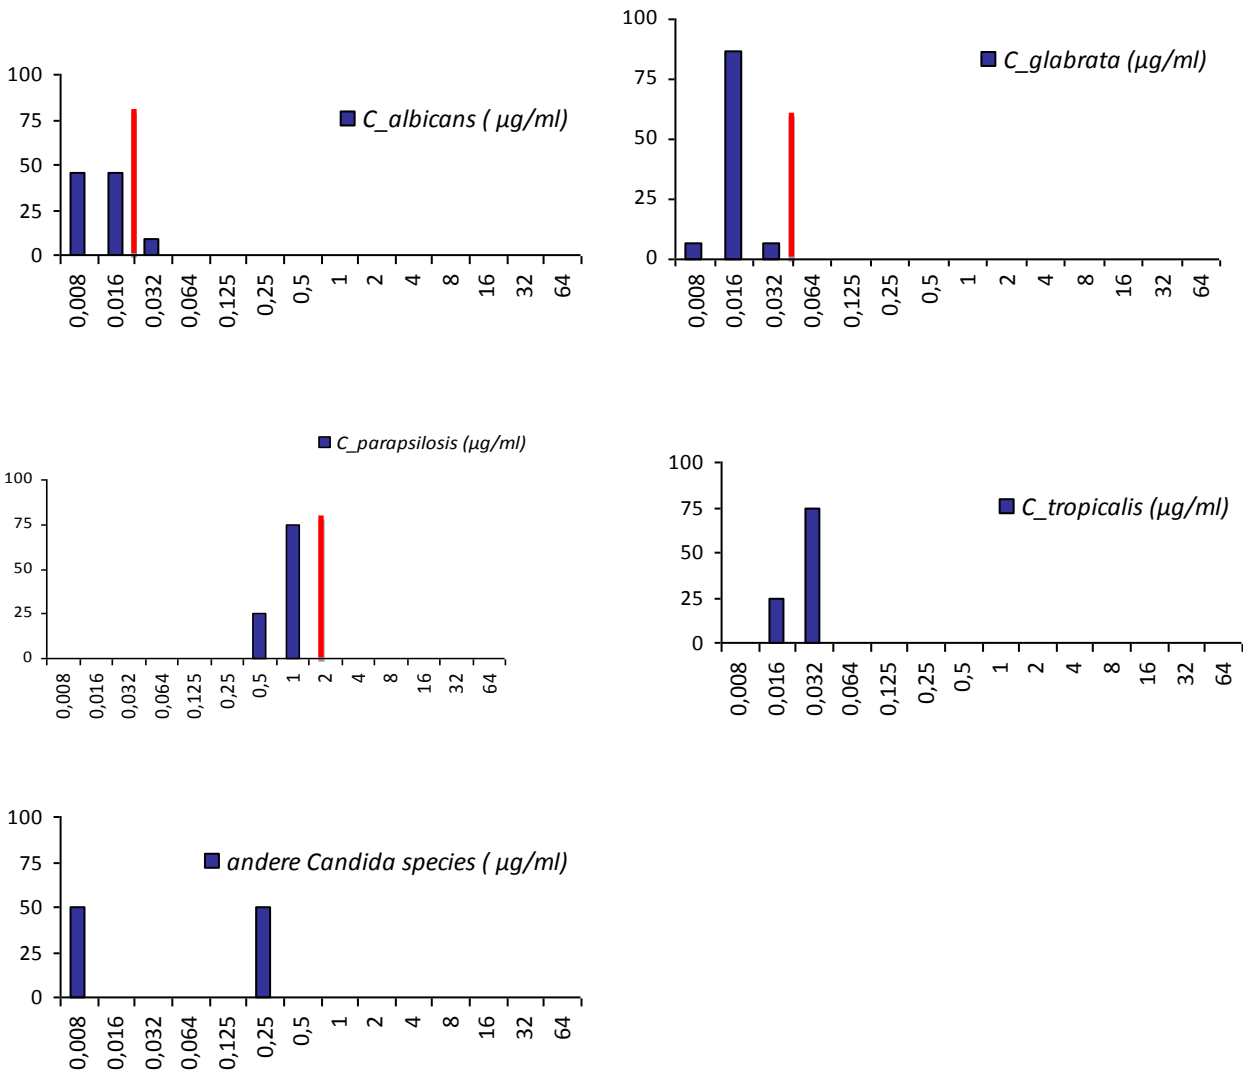 C_albicans ( µg/ml)
100
75
50
25
0
0,008 0,016 0,032 0,064 0,125 0,25 0,5 1 2 4 8 16 32 64
C_glabrata (µg/ml)
100
75
50
25
0
0,008 0,016 0,032 0,064 0,125 0,25 0,5 1 2 4 8 16 32 64
C_parapsilosis (µg/ml)
100
75
50
25
0
0,008 0,016 0,032 0,064 0,125 0,25 0,5 1 2 4 8 16 32 64
C_tropicalis (µg/ml)
100
75
50
25
0
0,008 0,016 0,032 0,064 0,125 0,25 0,5 1 2 4 8 16 32 64
andere Candida species ( µg/ml)
100
75
50
25
0
0,008 0,016 0,032 0,064 0,125 0,25 0,5 1 2 4 8 16 32 64